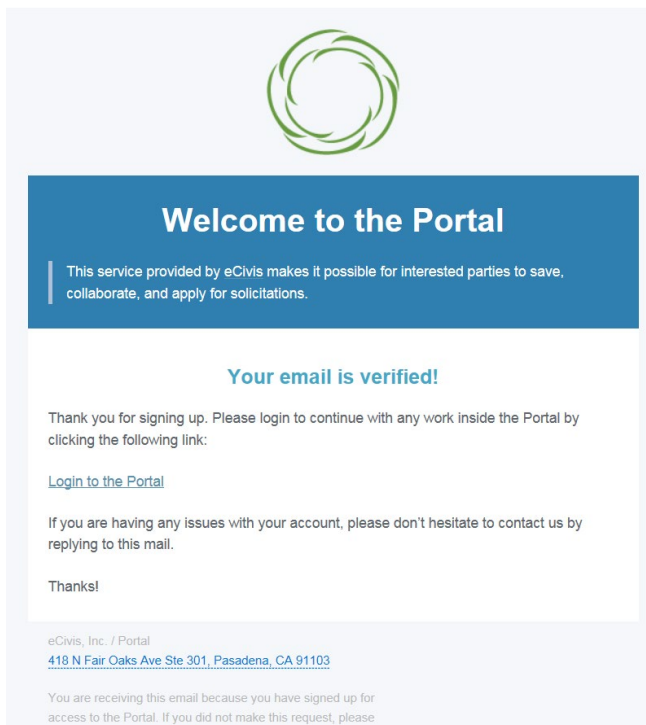 Welcome to the Portal
This service provided by eCivis makes it possible for interested parties to save,
collaborate, and apply for solicitations.
Your email is verified!
Thank you for signing up. Please login to continue with any work inside the Portal by
clicking the following link:
Login to the Portal
If you are having any issues with your account, please don’t hesitate to contact us by
replying to this mail.
Thanks!
eCivis, Inc. / Portal
418 N Fair Oaks Ave Ste 301, Pasadena, CA 91103
You are receiving this email because you have signed up for
access to the Portal. If you did not make this request, please